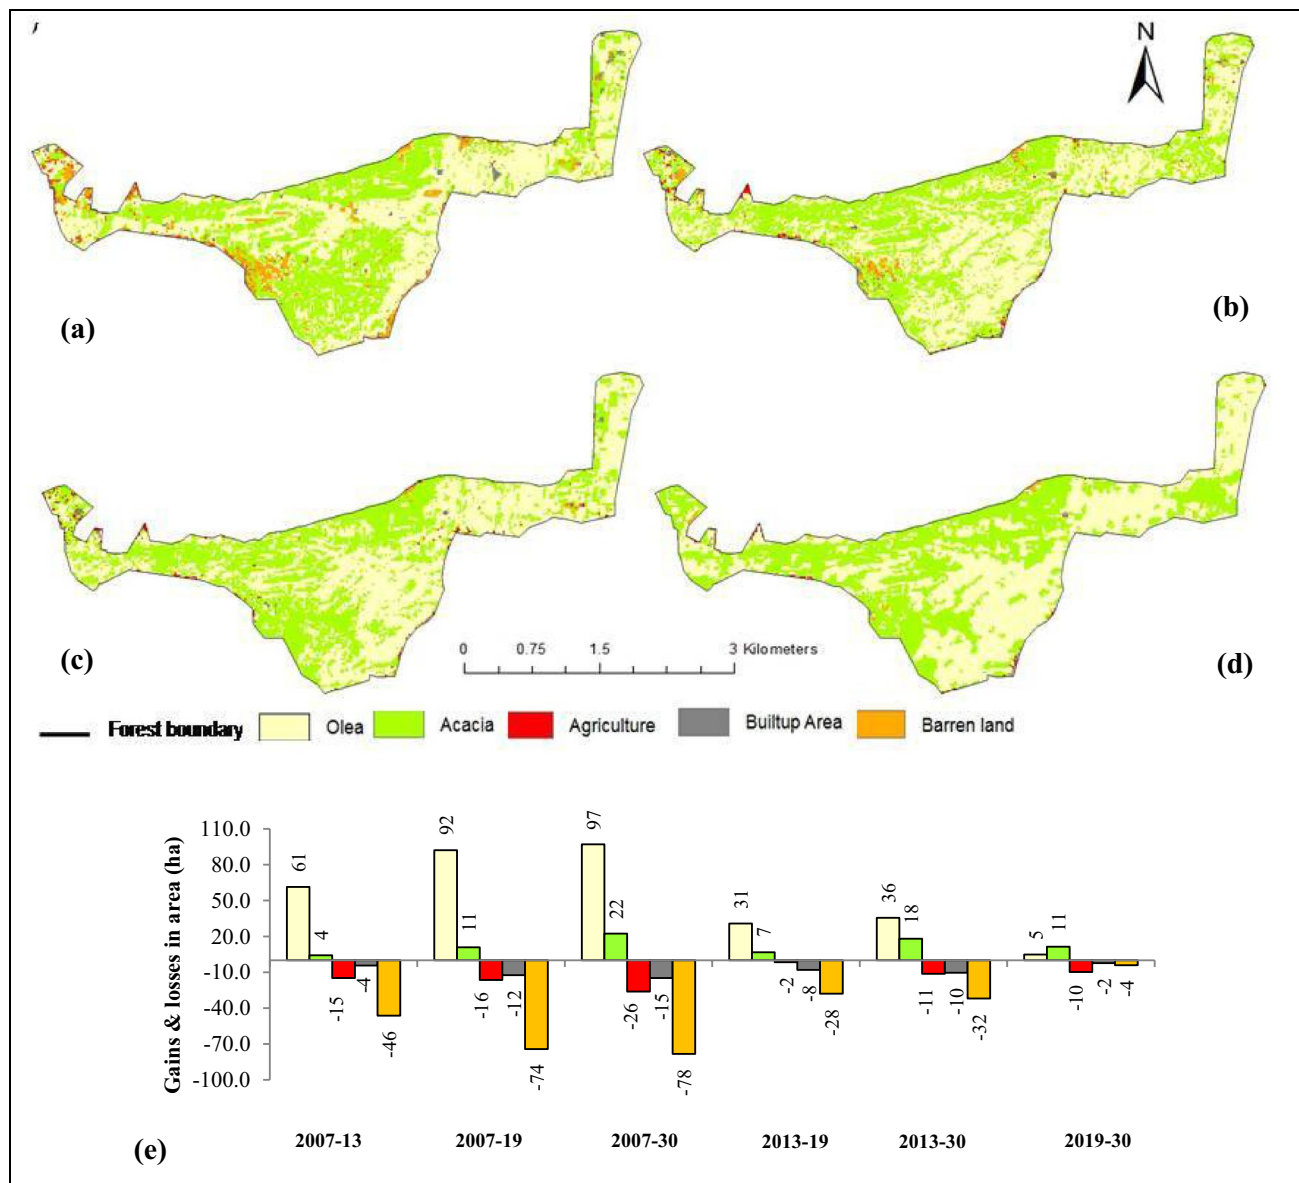 N
(a)
(b)
(c)
(d)
0 0.75 1.5 3 Kilometers
Forest boundary Olea Acacia Agriculture Builtup Area Barren land
Gains & losses in area (ha)
110.0
80.0
50.0
20.0
-10.0
-40.0
-70.0
-100.0
61 4 -15 -4 -46
92 11 -16 -12 -74
97 22 -26 -15 -78
31 7 -2 -8 -28
36 18 -11 -10 -32
5 11 -10 -2 -4
(e)
2007-13 2007-19 2007-30 2013-19 2013-30 2019-30